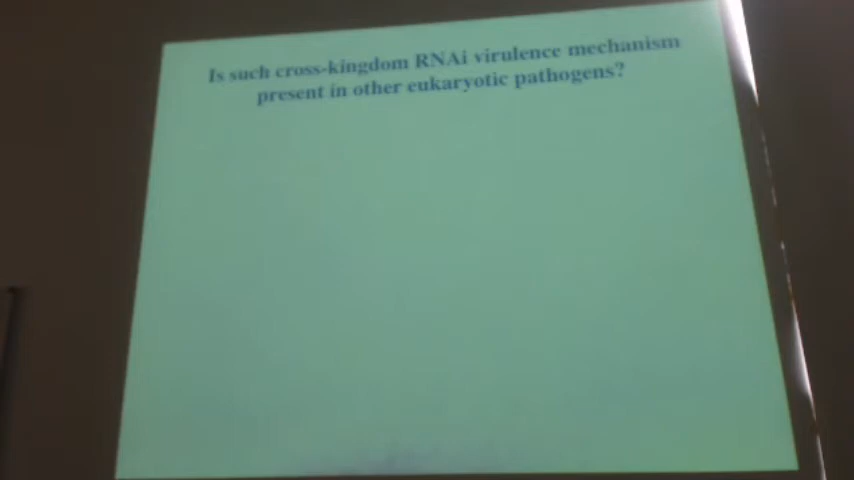 Is such cross-kingdom RNAi virulence mechanism
present in other eukaryotic pathogens?